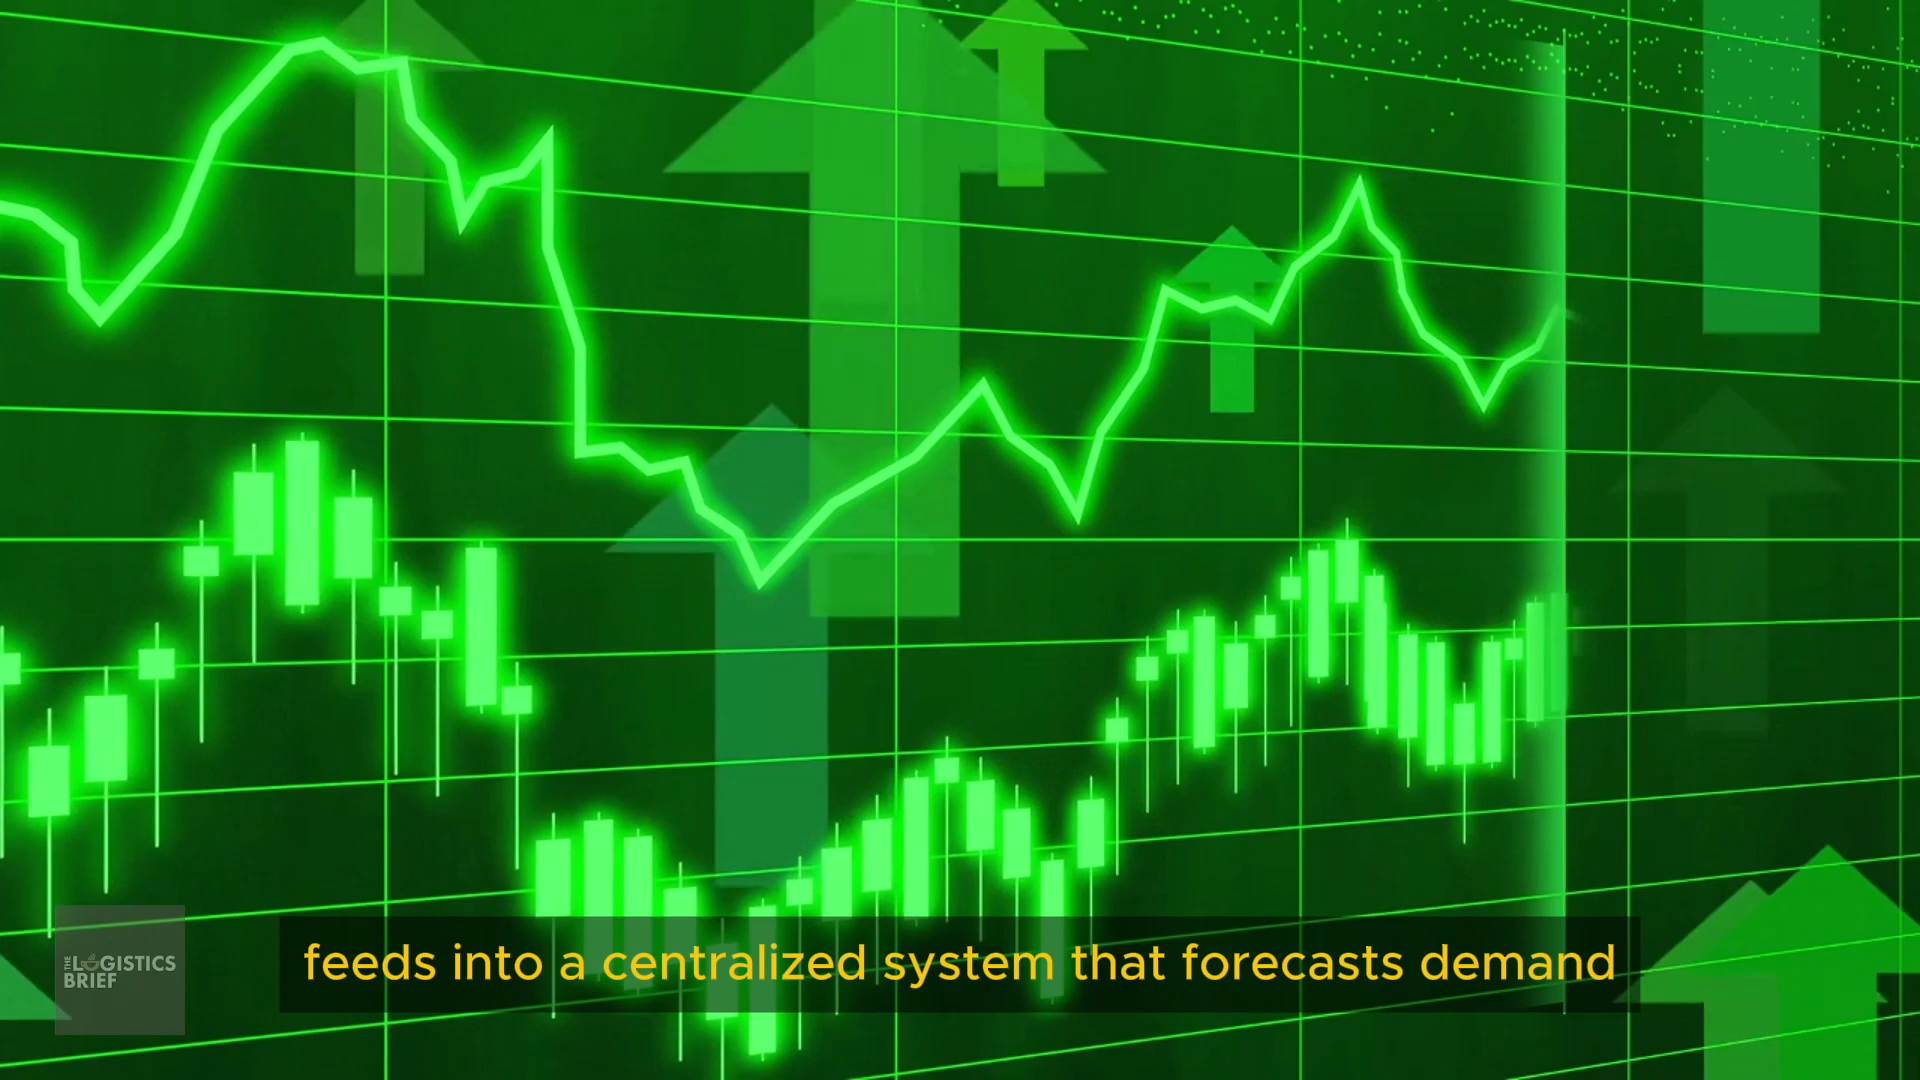 THE LOGISTICS
BRIEF
feeds into a centralized system that forecasts demand